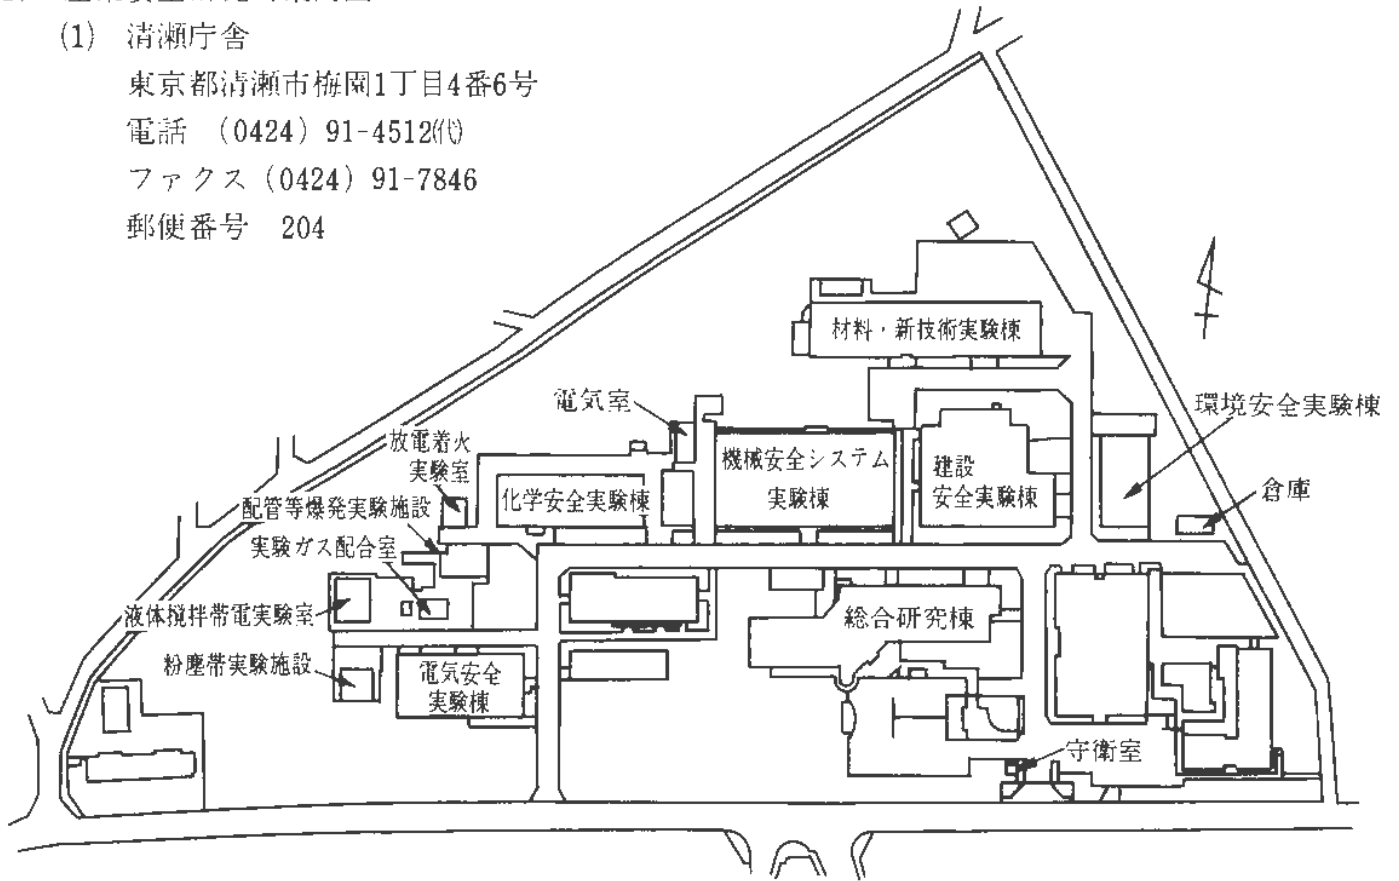 (1) 清瀬庁舎
東京都清瀬市梅園1丁目4番6号
電話 (0424) 91-4512㈹
ファクス (0424) 91-7846
郵便番号 204
材料・新技術実験棟
環境安全実験棟
電気室
放電着火
実験室
機械安全システム
実験棟
建設
安全実験棟
化学安全実験棟
倉庫
配管等爆発実験施設
実験ガス配合室
液体撹拌帯電実験室
総合研究棟
粉塵帯実験施設
電気安全
実験棟
守衛室